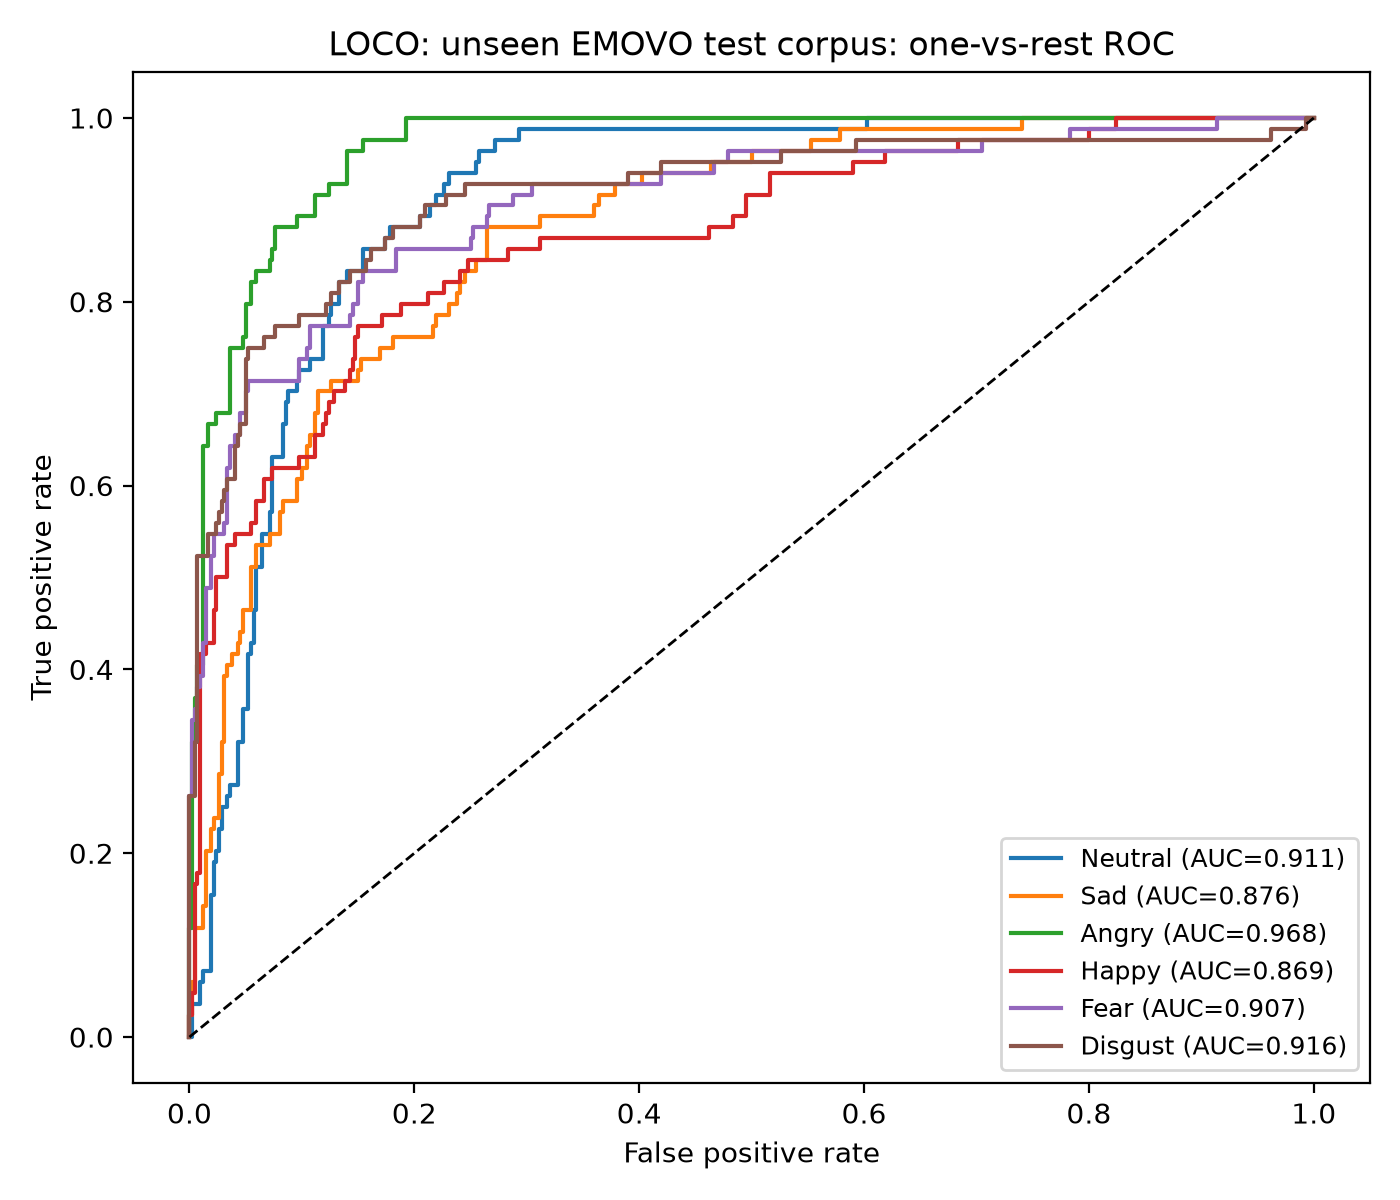 LOCO: unseen EMOVO test corpus: one-vs-rest ROC
True positive rate
1.0
0.8
0.6
0.4
0.2
0.0
Neutral (AUC=0.911)
Sad (AUC=0.876)
Angry (AUC=0.968)
Happy (AUC=0.869)
Fear (AUC=0.907)
Disgust (AUC=0.916)
0.0 0.2 0.4 0.6 0.8 1.0
False positive rate